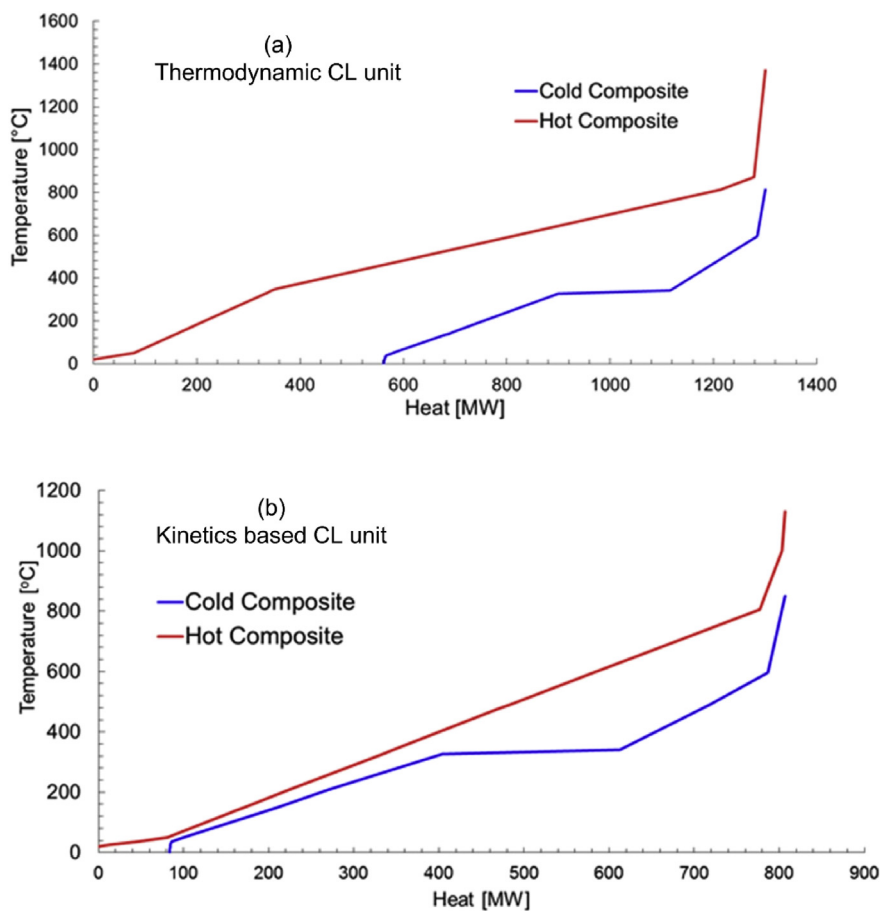 (a)
Thermodynamic CL unit
Cold Composite
Hot Composite
Temperature [°C]
1600
1400
1200
1000
800
600
400
200
0
0 200 400 600 800 1000 1200 1400
Heat [MW]
(b)
Kinetics based CL unit
Cold Composite
Hot Composite
Temperature [ºC]
1200
1000
800
600
400
200
0
0 100 200 300 400 500 600 700 800 900
Heat [MW]